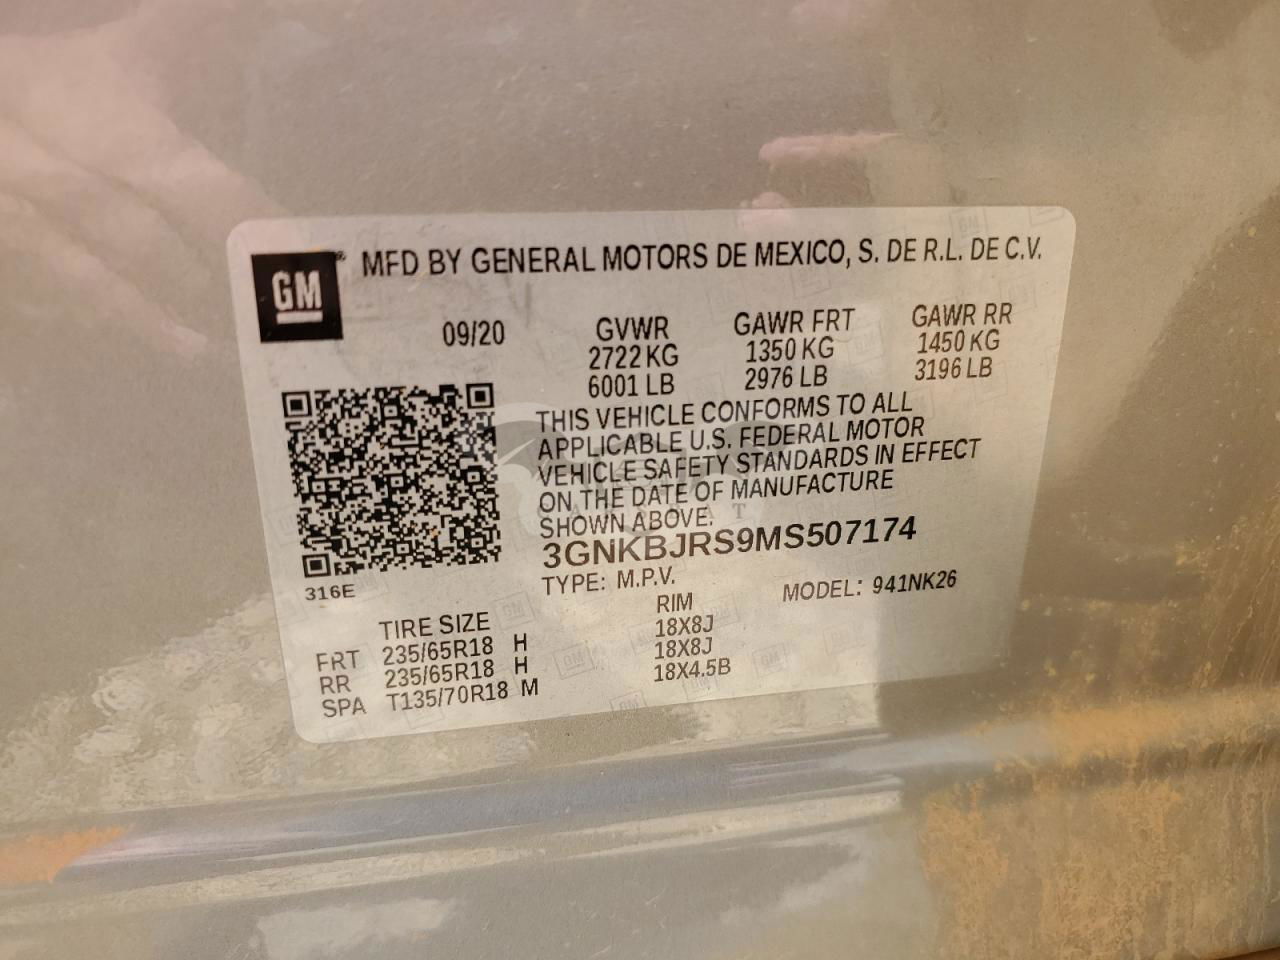 GM® MFD BY GENERAL MOTORS DE MEXICO, S. DE R.L. DE C.V.
09/20 GVWR GAWR FRT GAWR RR
2722 KG 1350 KG 1450 KG
6001 LB 2976 LB 3196 LB
THIS VEHICLE CONFORMS TO ALL
APPLICABLE U.S. FEDERAL MOTOR
VEHICLE SAFETY STANDARDS IN EFFECT
ON THE DATE OF MANUFACTURE
SHOWN ABOVE.
3GNKBJRS9MS507174
316E TYPE: M.P.V. MODEL: 941NK26
TIRE SIZE RIM
FRT 235/65R18 H 18X8J
RR 235/65R18 H 18X8J
SPA T135/70R18 M 18X4.5B